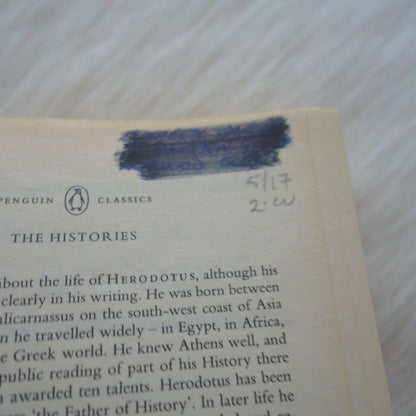 5/17
2.w
PENGUIN CLASSICS
THE HISTORIES
about the life of HERODOTUS, although his
clearly in his writing. He was born between
alicarnassus on the south-west coast of Asia
n he travelled widely – in Egypt, in Africa,
e Greek world. He knew Athens well, and
public reading of part of his History there
n awarded ten talents. Herodotus has been
'the Father of History'. In later life he